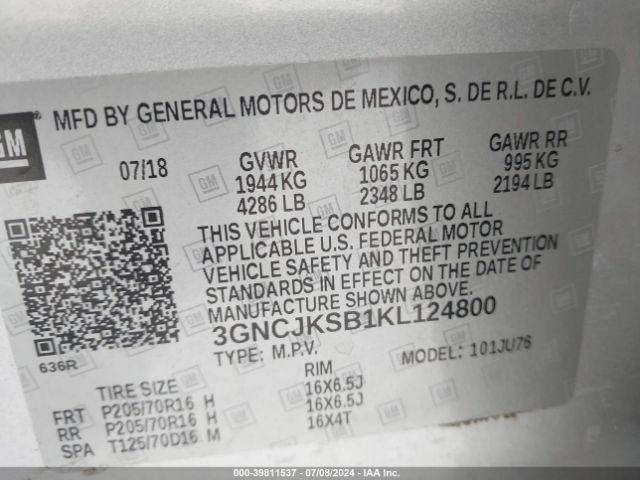 GM ®
MFD BY GENERAL MOTORS DE MEXICO, S. DE R.L. DE C.V.
07/18 GVWR GAWR FRT GAWR RR
1944 KG 1065 KG 995 KG
4286 LB 2348 LB 2194 LB
THIS VEHICLE CONFORMS TO ALL
APPLICABLE U.S. FEDERAL MOTOR
VEHICLE SAFETY AND THEFT PREVENTION
STANDARDS IN EFFECT ON THE DATE OF
MANUFACTURE SHOWN ABOVE.
3GNCJKSB1KL124800
636R
TYPE: M.P.V. MODEL: 101JU76
TIRE SIZE RIM
FRT P205/70R16 H 16X6.5J
RR P205/70R16 H 16X6.5J
SPA T125/70D16 M 16X4T
000-39811537 - 07/08/2024 - IAA Inc.